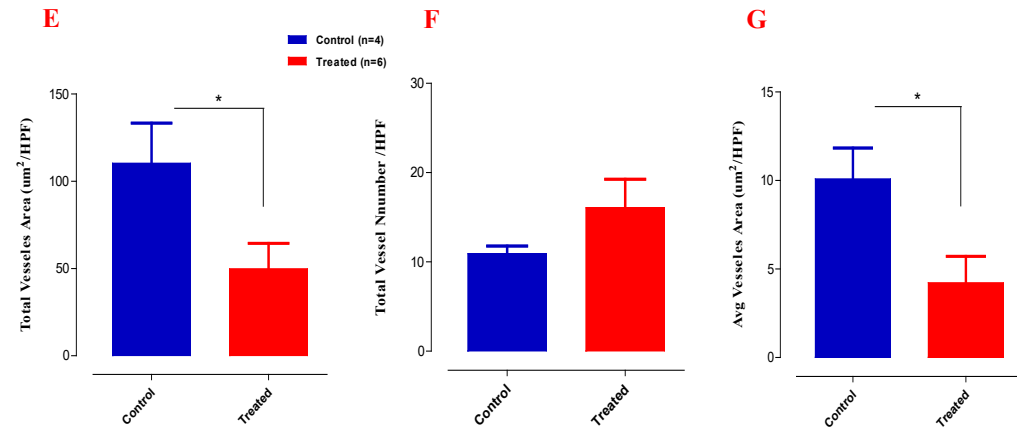 E
F
G
Control (n=4)
Treated (n=6)
Total Vesseles Area (um²/HPF)
150
100
50
0
*
Control
Treated
Total Vessel Nnumber /HPF
30
20
10
0
Control
Treated
Avg Vesseles Area (um²/HPF)
15
10
5
0
*
Control
Treated